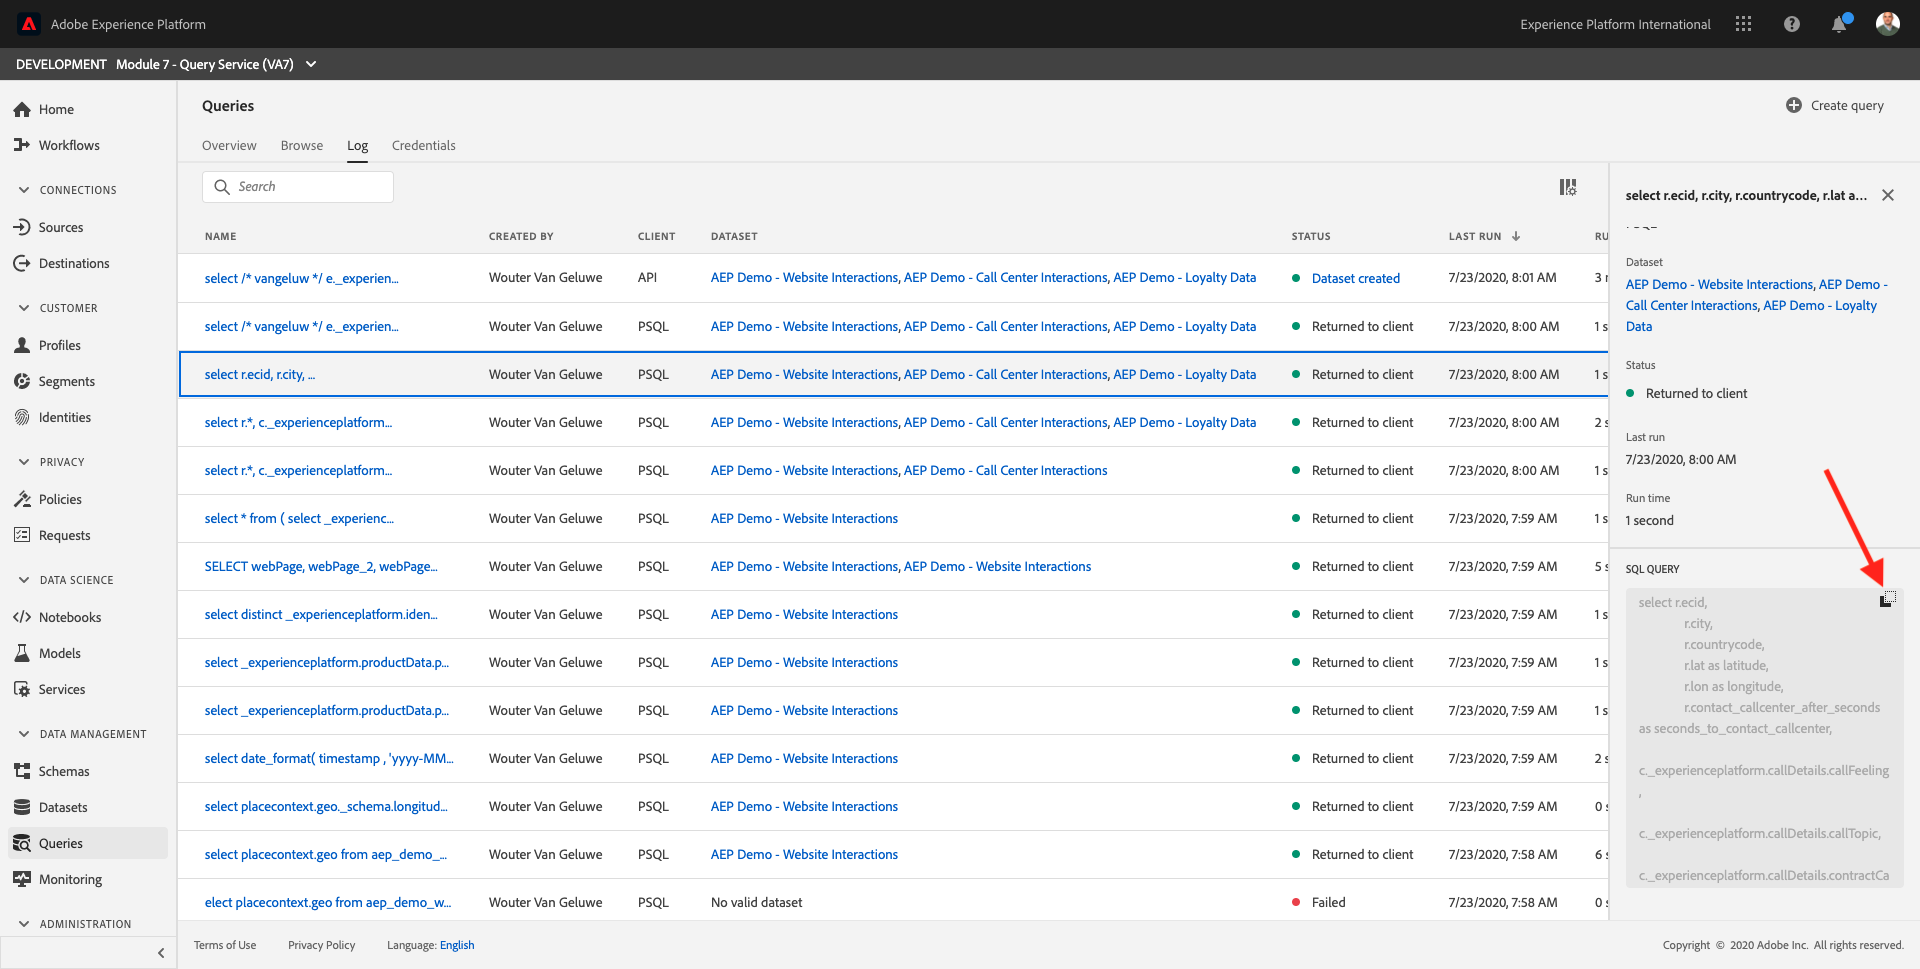 Adobe Experience Platform
Experience Platform International
DEVELOPMENT Module 7 - Query Service (VA7)
Home
Workflows
CONNECTIONS
Sources
Destinations
CUSTOMER
Profiles
Segments
Identities
PRIVACY
Policies
Requests
DATA SCIENCE
Notebooks
Models
Services
DATA MANAGEMENT
Schemas
Datasets
Queries
Monitoring
ADMINISTRATION
Queries
Create query
Overview Browse Log Credentials
Search
NAME CREATED BY CLIENT DATASET STATUS LAST RUN RU
select /* vangeluw */ e._experien... Wouter Van Geluwe API AEP Demo - Website Interactions, AEP Demo - Call Center Interactions, AEP Demo - Loyalty Data Dataset created 7/23/2020, 8:01 AM 3
select /* vangeluw */ e._experien... Wouter Van Geluwe PSQL AEP Demo - Website Interactions, AEP Demo - Call Center Interactions, AEP Demo - Loyalty Data Returned to client 7/23/2020, 8:00 AM 1 s
select r.ecid, r.city, ... Wouter Van Geluwe PSQL AEP Demo - Website Interactions, AEP Demo - Call Center Interactions, AEP Demo - Loyalty Data Returned to client 7/23/2020, 8:00 AM 1 s
select r.*, c._experienceplatform... Wouter Van Geluwe PSQL AEP Demo - Website Interactions, AEP Demo - Call Center Interactions, AEP Demo - Loyalty Data Returned to client 7/23/2020, 8:00 AM 2 s
select r.*, c._experienceplatform... Wouter Van Geluwe PSQL AEP Demo - Website Interactions, AEP Demo - Call Center Interactions Returned to client 7/23/2020, 8:00 AM 1 s
select * from ( select _experienc... Wouter Van Geluwe PSQL AEP Demo - Website Interactions Returned to client 7/23/2020, 7:59 AM 1 s
SELECT webPage, webPage_2, webPage... Wouter Van Geluwe PSQL AEP Demo - Website Interactions, AEP Demo - Website Interactions Returned to client 7/23/2020, 7:59 AM 5 s
select distinct _experienceplatform.iden... Wouter Van Geluwe PSQL AEP Demo - Website Interactions Returned to client 7/23/2020, 7:59 AM 1 s
select _experienceplatform.productData.p... Wouter Van Geluwe PSQL AEP Demo - Website Interactions Returned to client 7/23/2020, 7:59 AM 1 s
select _experienceplatform.productData.p... Wouter Van Geluwe PSQL AEP Demo - Website Interactions Returned to client 7/23/2020, 7:59 AM 1 s
select date_format( timestamp , 'yyyy-MM... Wouter Van Geluwe PSQL AEP Demo - Website Interactions Returned to client 7/23/2020, 7:59 AM 2 s
select placecontext.geo._schema.longitud... Wouter Van Geluwe PSQL AEP Demo - Website Interactions Returned to client 7/23/2020, 7:59 AM 0 s
select placecontext.geo from aep_demo_... Wouter Van Geluwe PSQL AEP Demo - Website Interactions Returned to client 7/23/2020, 7:58 AM 6 s
elect placecontext.geo from aep_demo_w... Wouter Van Geluwe PSQL No valid dataset Failed 7/23/2020, 7:58 AM 0 s
select r.ecid, r.city, r.countrycode, r.lat a...
Dataset
AEP Demo - Website Interactions, AEP Demo -
Call Center Interactions, AEP Demo - Loyalty
Data
Status
Returned to client
Last run
7/23/2020, 8:00 AM
Run time
1 second
SQL QUERY
select r.ecid,
r.city,
r.countrycode,
r.lat as latitude,
r.lon as longitude,
r.contact_callcenter_after_seconds
as seconds_to_contact_callcenter,
c._experienceplatform.callDetails.callFeeling
,
c._experienceplatform.callDetails.callTopic,
c._experienceplatform.callDetails.contractCa
Terms of Use Privacy Policy Language: English
Copyright © 2020 Adobe Inc. All rights reserved.